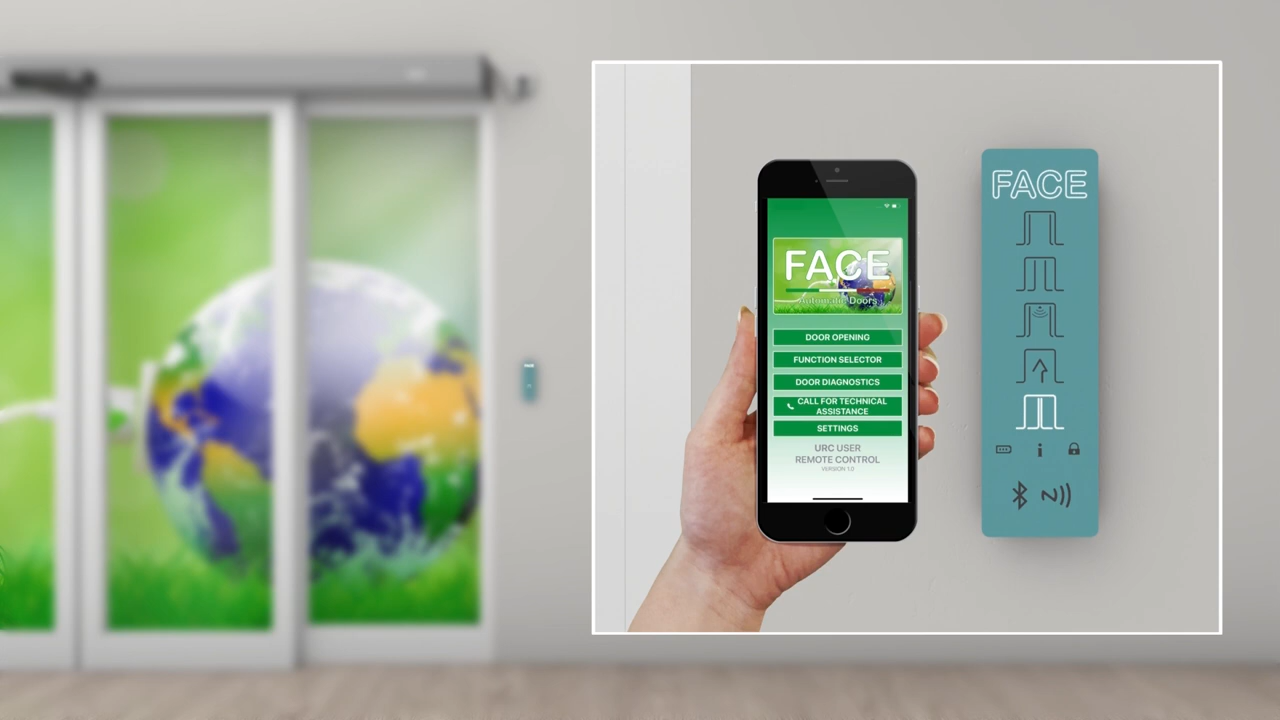 FACE
Automatic Doors
DOOR OPENING
FUNCTION SELECTOR
DOOR DIAGNOSTICS
CALL FOR TECHNICAL
ASSISTANCE
SETTINGS
URC USER
REMOTE CONTROL
VERSION 1.0
FACE